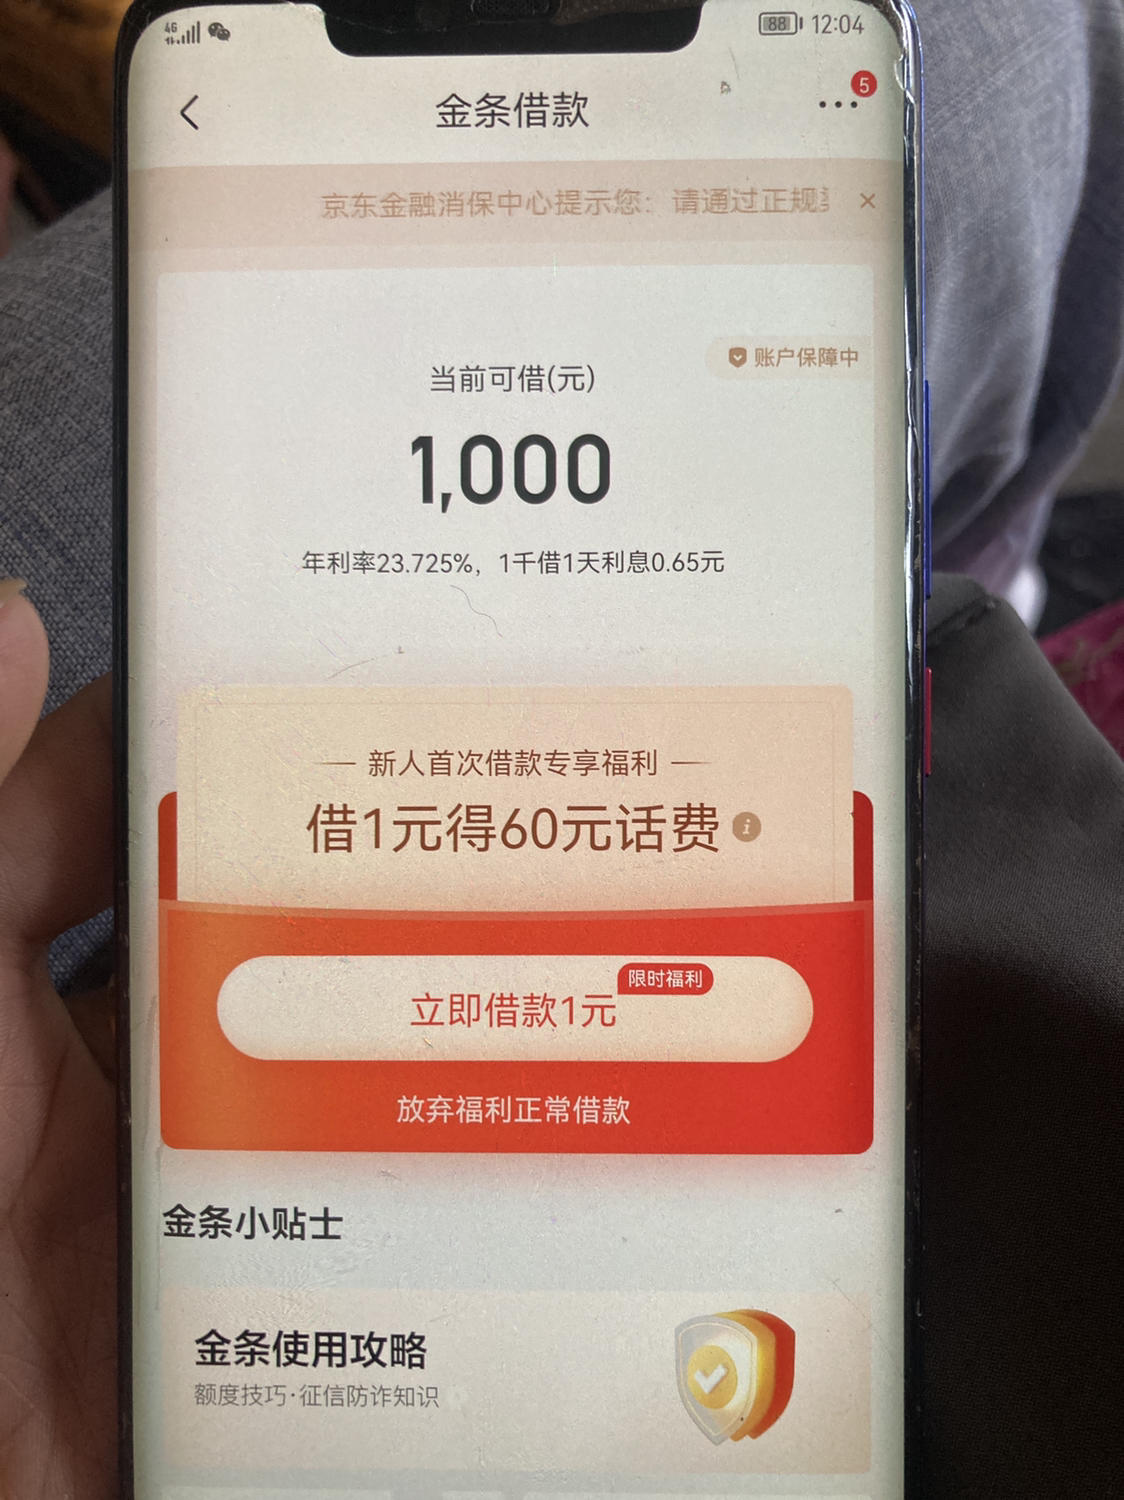 4G
88 12:04
金条借款
5
京东金融消保中心提示您：请通过正规
账户保障中
当前可借(元)
1,000
年利率23.725%，1千借1天利息0.65元
新人首次借款专享福利
借1元得60元话费
限时福利
立即借款1元
放弃福利正常借款
金条小贴士
金条使用攻略
额度技巧·征信防诈知识